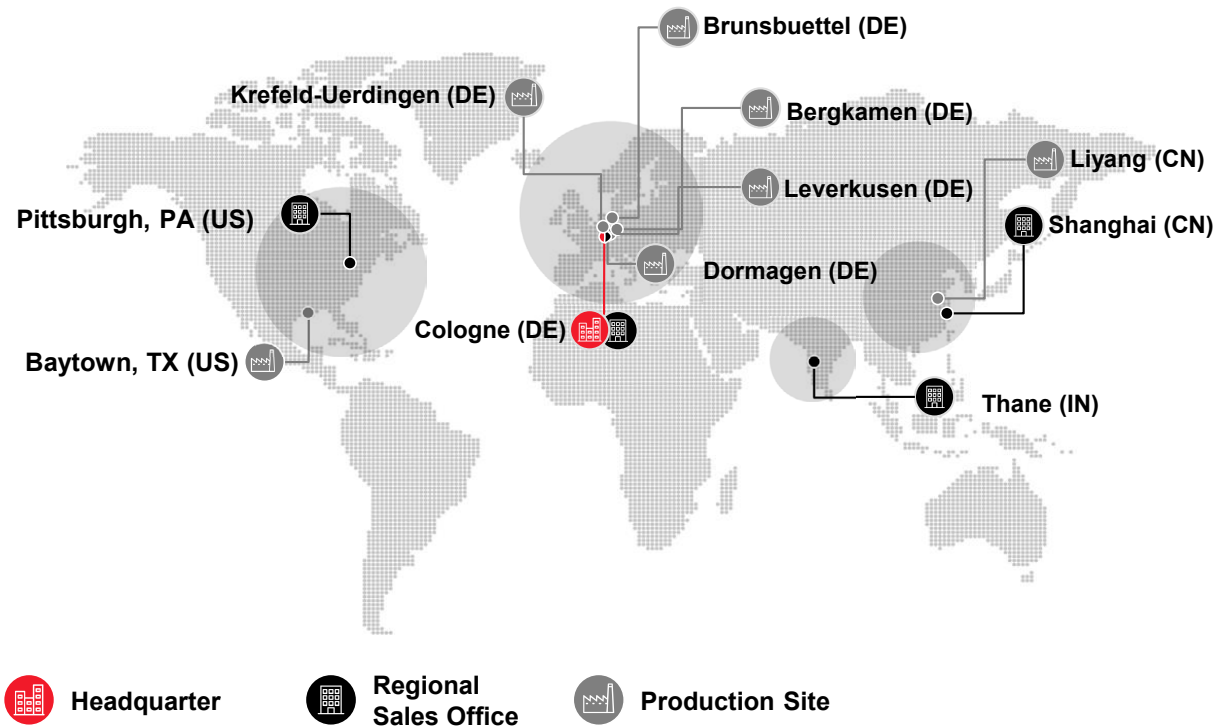 Brunsbuettel (DE)
Krefeld-Uerdingen (DE)
Bergkamen (DE)
Liyang (CN)
Leverkusen (DE)
Pittsburgh, PA (US)
Shanghai (CN)
Dormagen (DE)
Cologne (DE)
Baytown, TX (US)
Thane (IN)
Headquarter
Regional
Sales Office
Production Site